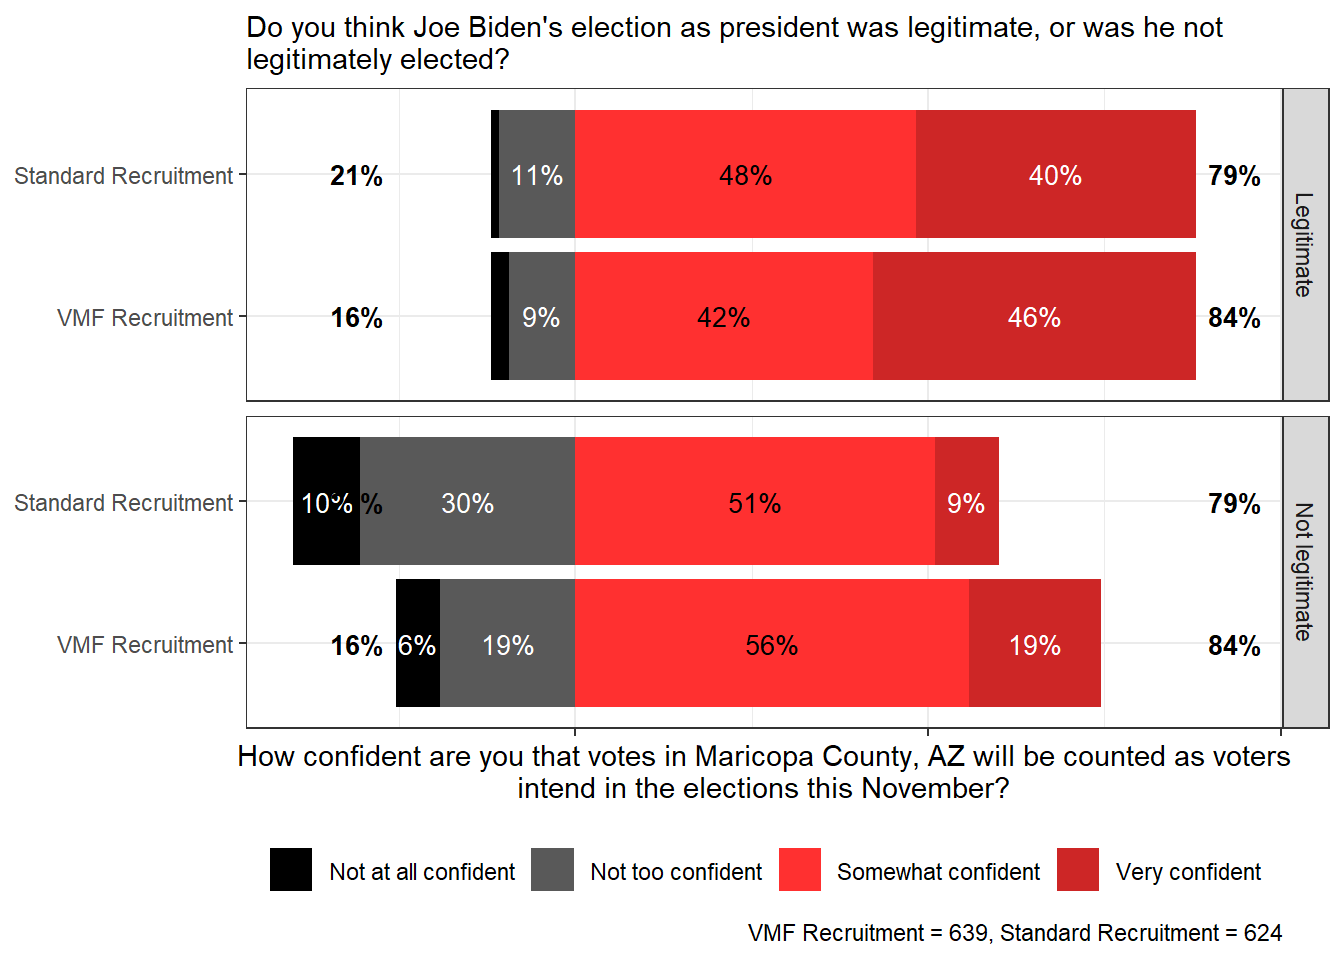 Do you think Joe Biden's election as president was legitimate, or was he not
legitimately elected?
Standard Recruitment 21% 11% 48% 40% 79%
Legitimate
VMF Recruitment 16% 9% 42% 46% 84%
Standard Recruitment 10% % 30% 51% 9% 79%
Not legitimate
VMF Recruitment 16% 6% 19% 56% 19% 84%
How confident are you that votes in Maricopa County, AZ will be counted as voters
intend in the elections this November?
Not at all confident Not too confident Somewhat confident Very confident
VMF Recruitment = 639, Standard Recruitment = 624